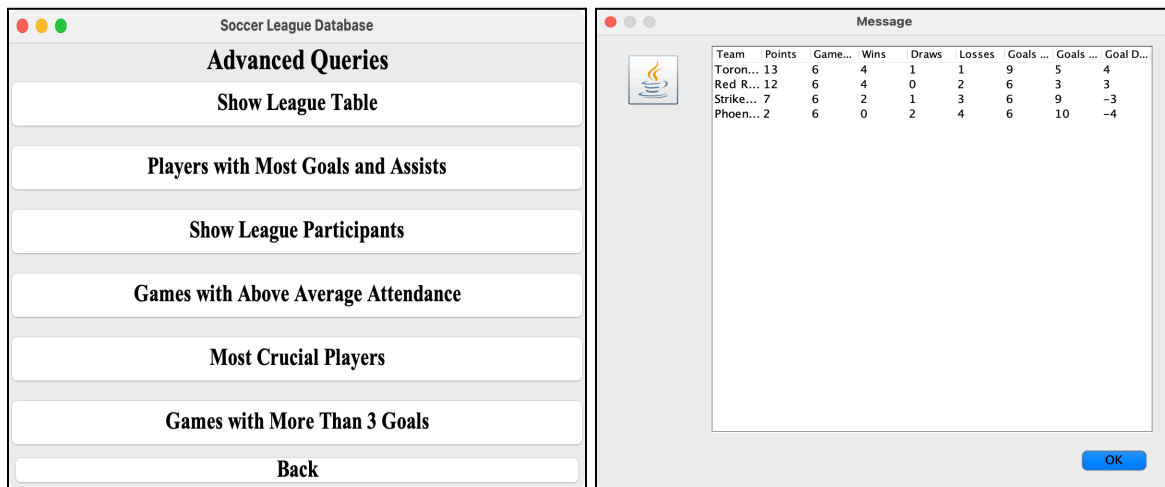 Soccer League Database
Advanced Queries
Show League Table
Players with Most Goals and Assists
Show League Participants
Games with Above Average Attendance
Most Crucial Players
Games with More Than 3 Goals
Back
Message
Team Points Game... Wins Draws Losses Goals ... Goals ... Goal D...
Toron... 13 6 4 1 1 9 5 4
Red R... 12 6 4 0 2 6 3 3
Strike... 7 6 2 1 3 6 9 -3
Phoen... 2 6 0 2 4 6 10 -4
OK